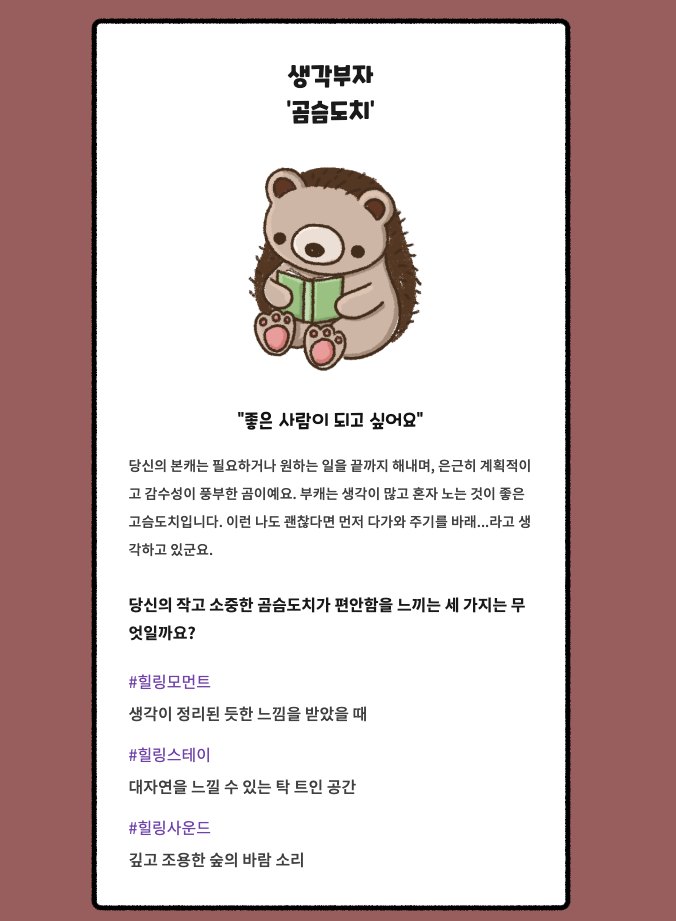 생각부자
'곰슴도치'
"좋은 사람이 되고 싶어요"
당신의 본캐는 필요하거나 원하는 일을 끝까지 해내며, 은근히 계획적이
고 감수성이 풍부한 곰이예요. 부캐는 생각이 많고 혼자 노는 것이 좋은
고슴도치입니다. 이런 나도 괜찮다면 먼저 다가와 주기를 바래...라고 생
각하고 있군요.
당신의 작고 소중한 곰슴도치가 편안함을 느끼는 세 가지는 무
엇일까요?
#힐링모먼트
생각이 정리된 듯한 느낌을 받았을 때
#힐링스테이
대자연을 느낄 수 있는 탁 트인 공간
#힐링사운드
깊고 조용한 숲의 바람 소리